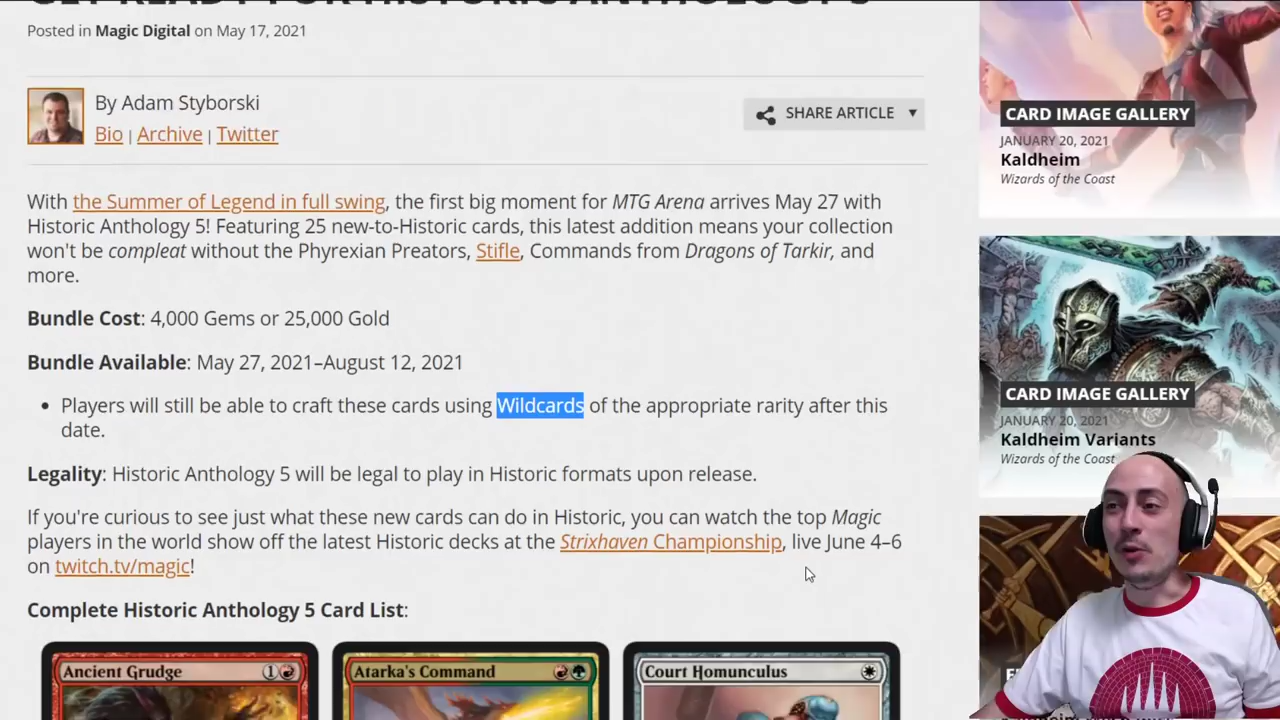 GET READY FOR HISTORIC ANTHOLOGY 5
Posted in Magic Digital on May 17, 2021
By Adam Styborski
Bio | Archive | Twitter
SHARE ARTICLE ▼
With the Summer of Legend in full swing, the first big moment for MTG Arena arrives May 27 with
Historic Anthology 5! Featuring 25 new-to-Historic cards, this latest addition means your collection
won't be compleat without the Phyrexian Preators, Stifle, Commands from Dragons of Tarkir, and
more.
Bundle Cost: 4,000 Gems or 25,000 Gold
Bundle Available: May 27, 2021–August 12, 2021
• Players will still be able to craft these cards using Wildcards of the appropriate rarity after this
date.
Legality: Historic Anthology 5 will be legal to play in Historic formats upon release.
If you're curious to see just what these new cards can do in Historic, you can watch the top Magic
players in the world show off the latest Historic decks at the Strixhaven Championship, live June 4–6
on twitch.tv/magic!
Complete Historic Anthology 5 Card List:
Ancient Grudge 1
Atarka's Command
Court Homunculus
CARD IMAGE GALLERY
JANUARY 20, 2021
Kaldheim
Wizards of the Coast
CARD IMAGE GALLERY
JANUARY 20, 2021
Kaldheim Variants
Wizards of the Coast